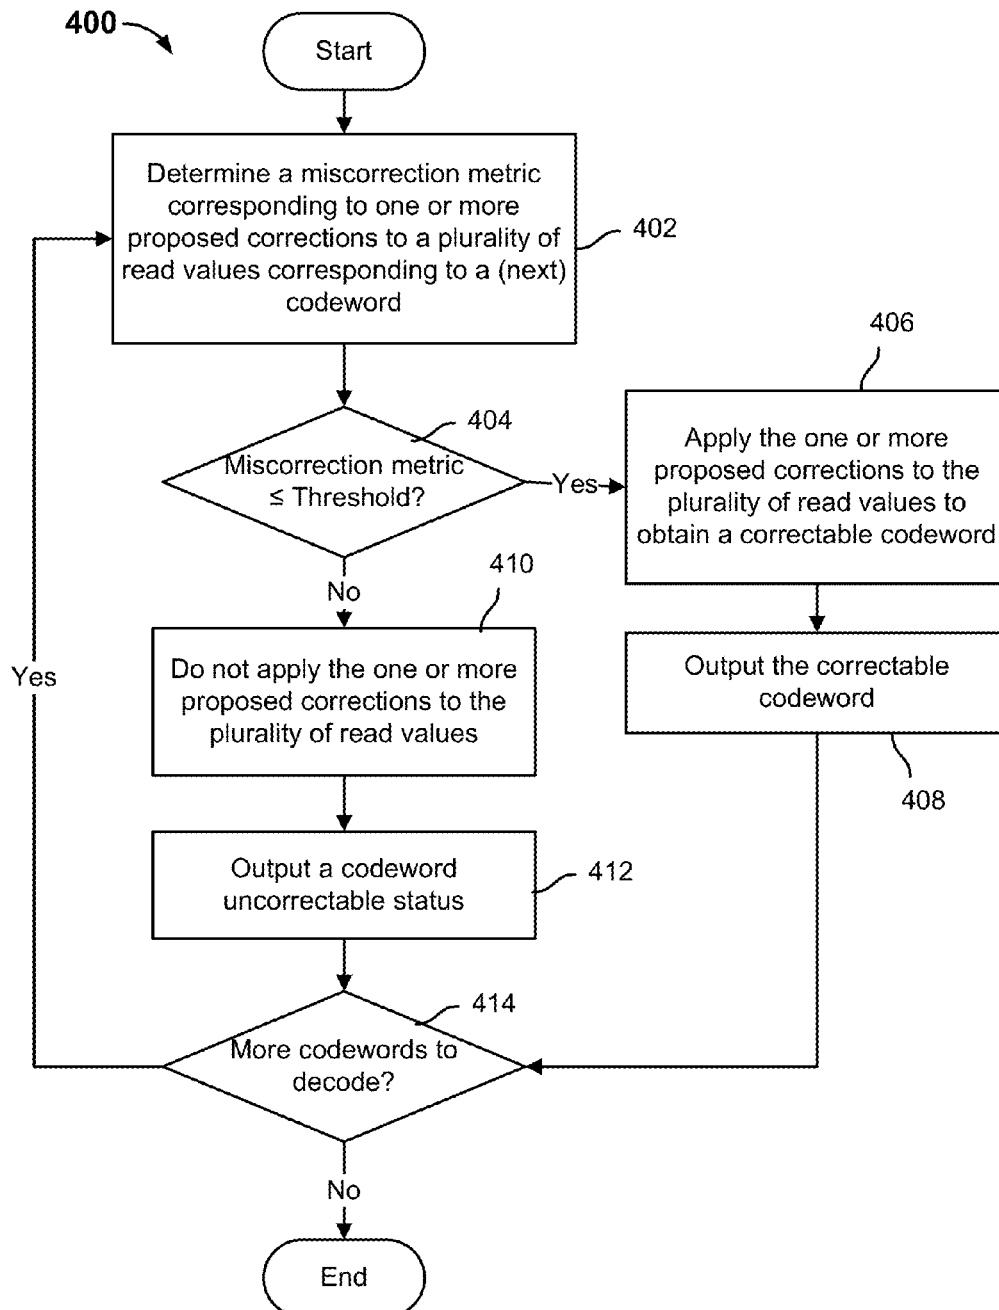 400
Start
Determine a miscorrection metric
corresponding to one or more
proposed corrections to a plurality of
read values corresponding to a (next)
codeword
402
404
Miscorrection metric
≤ Threshold?
Yes
406
Apply the one or more
proposed corrections to the
plurality of read values to
obtain a correctable codeword
No
410
Do not apply the one or more
proposed corrections to the
plurality of read values
Output the correctable
codeword
408
Yes
Output a codeword
uncorrectable status
412
414
More codewords to
decode?
No
End